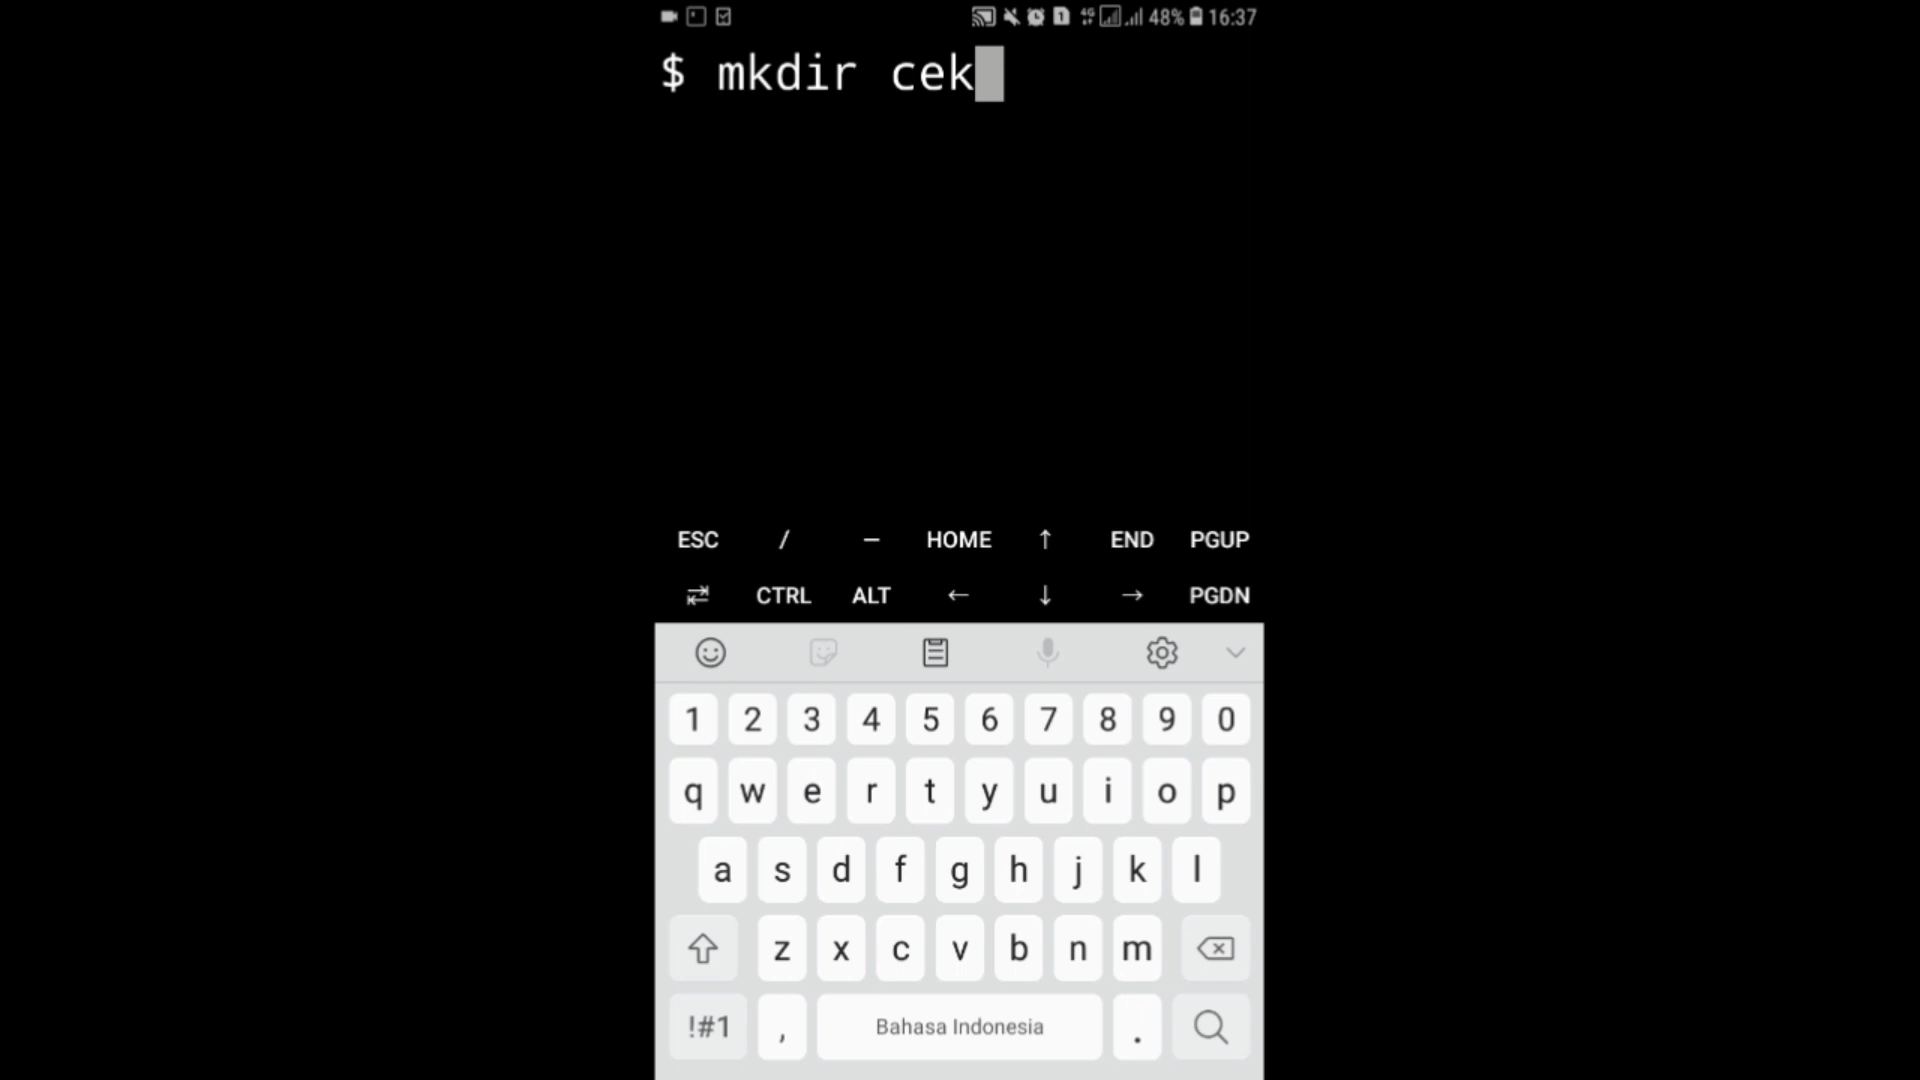 4G 48% 16:37
$ mkdir cek
ESC / — HOME ↑ END PGUP
CTRL ALT ← ↓ → PGDN
1 2 3 4 5 6 7 8 9 0
q w e r t y u i o p
a s d f g h j k l
z x c v b n m
!#1 , Bahasa Indonesia .